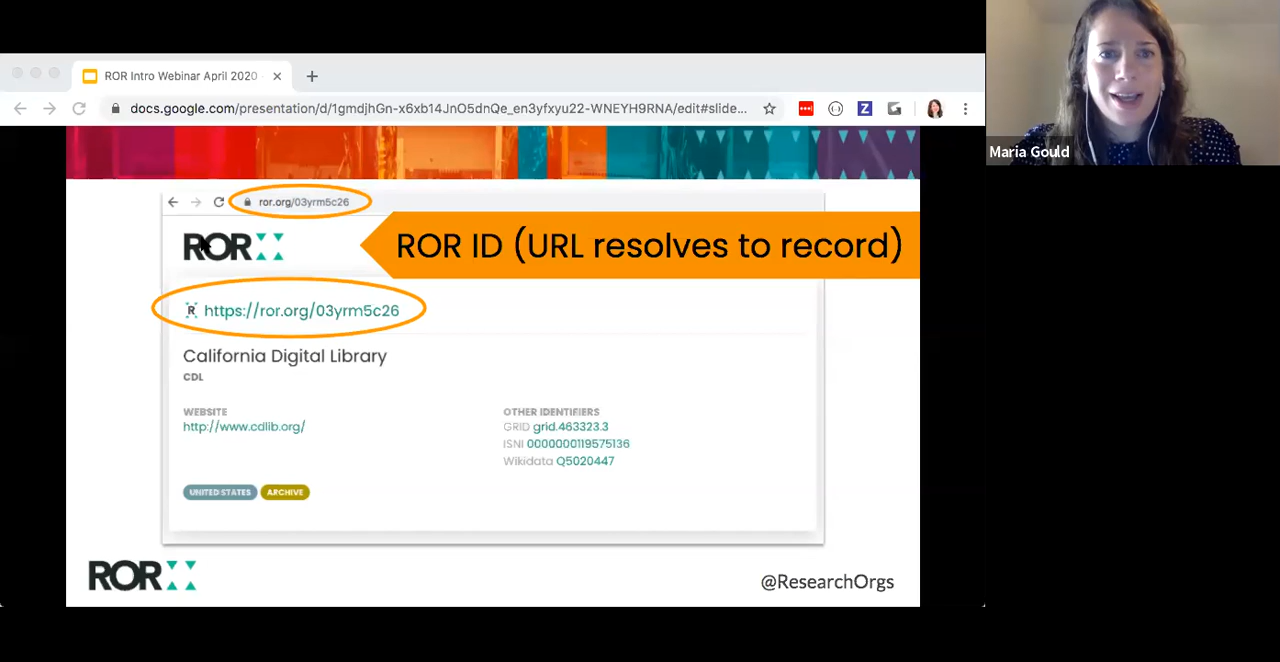 ROR Intro Webinar April 2020
docs.google.com/presentation/d/1gmdjhGn-x6xb14JnO5dnQe_en3yfxyu22-WNEYH9RNA/edit#slide...
Maria Gould
ror.org/03yrm5c26
ROR
ROR ID (URL resolves to record)
R https://ror.org/03yrm5c26
California Digital Library
CDL
WEBSITE
http://www.cdlib.org/
OTHER IDENTIFIERS
GRID grid.463323.3
ISNI 0000000119575136
Wikidata Q5020447
UNITED STATES ARCHIVE
ROR
@ResearchOrgs